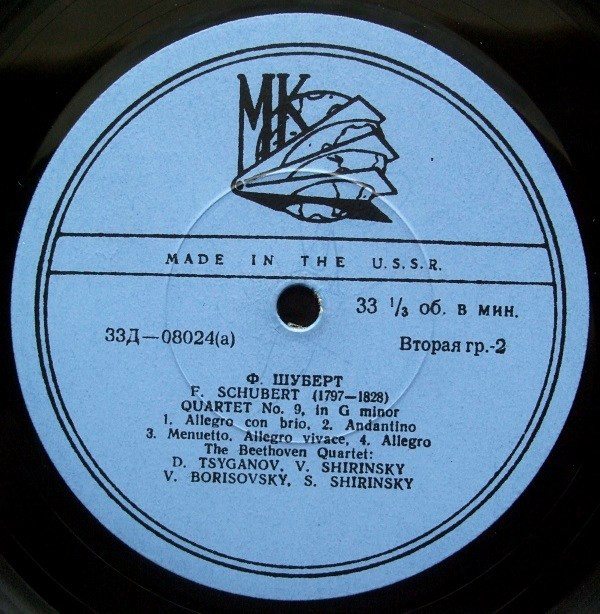 МК
MADE IN THE U.S.S.R.
33 1/3 об. в мин.
33Д—08024(а)
Вторая гр.-2
Ф. ШУБЕРТ
F. SCHUBERT (1797—1828)
QUARTET No. 9, in G minor
1. Allegro con brio, 2. Andantino
3. Menuetto. Allegro vivace, 4. Allegro
The Beethoven Quartet:
D. TSYGANOV, V. SHIRINSKY
V. BORISOVSKY, S. SHIRINSKY